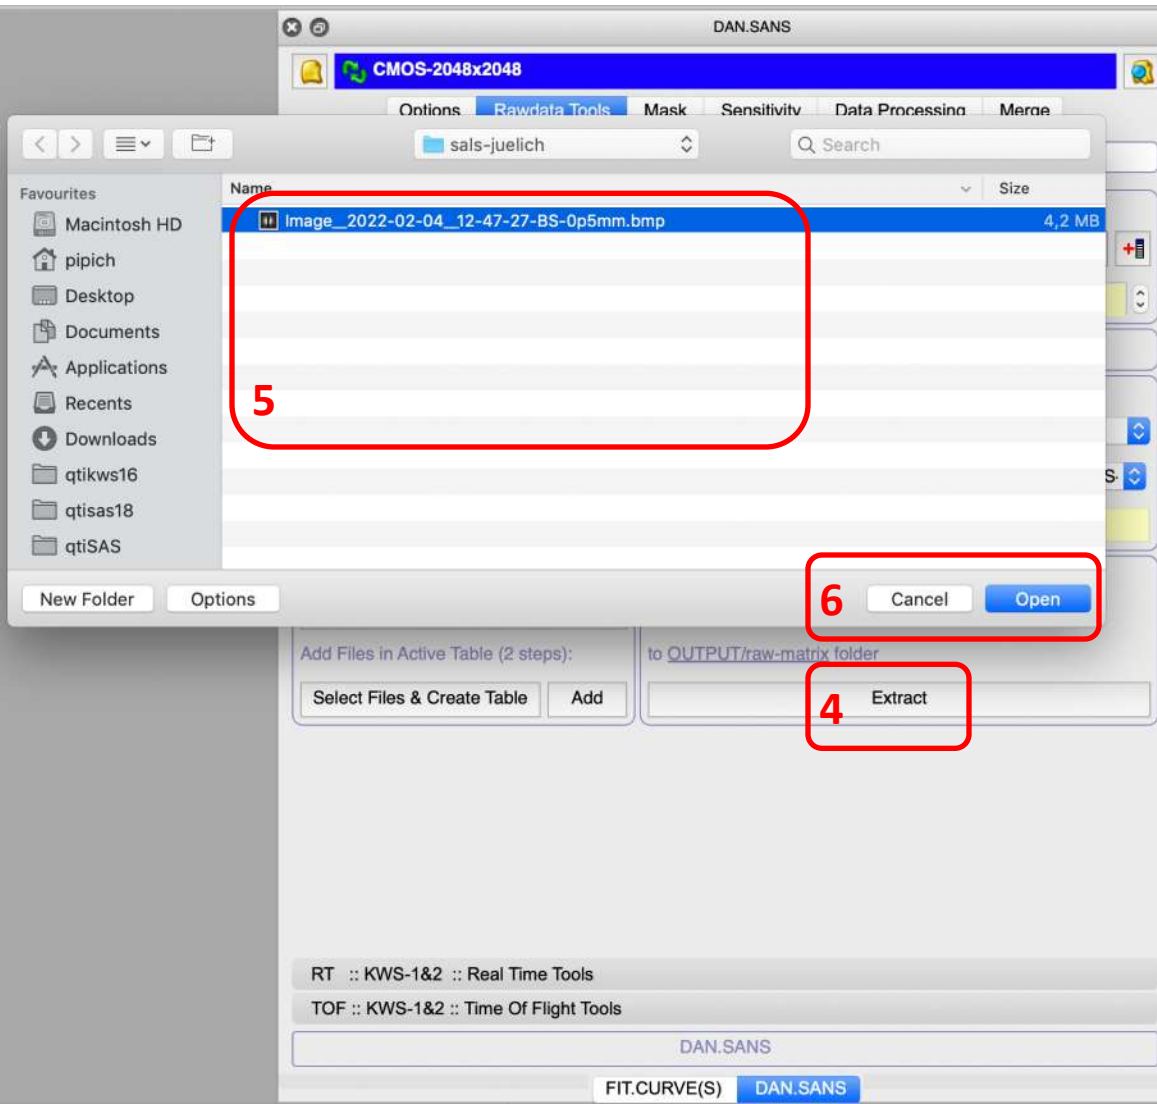 DAN.SANS
CMOS-2048x2048
Options Rawdata Tools Mask Sensitivity Data Processing Merge
sals-juelich
Search
Favourites
Name
Size
Macintosh HD
Image__2022-02-04__12-47-27-BS-0p5mm.bmp
4,2 MB
pipich
Desktop
Documents
Applications
Recents
5
Downloads
qtikws16
S-
qtisas18
qtiSAS
New Folder
Options
6
Cancel
Open
Add Files in Active Table (2 steps):
to OUTPUT/raw-matrix folder
Select Files & Create Table
Add
4
Extract
RT :: KWS-1&2 :: Real Time Tools
TOF :: KWS-1&2 :: Time Of Flight Tools
DAN.SANS
FIT.CURVE(S)
DAN.SANS